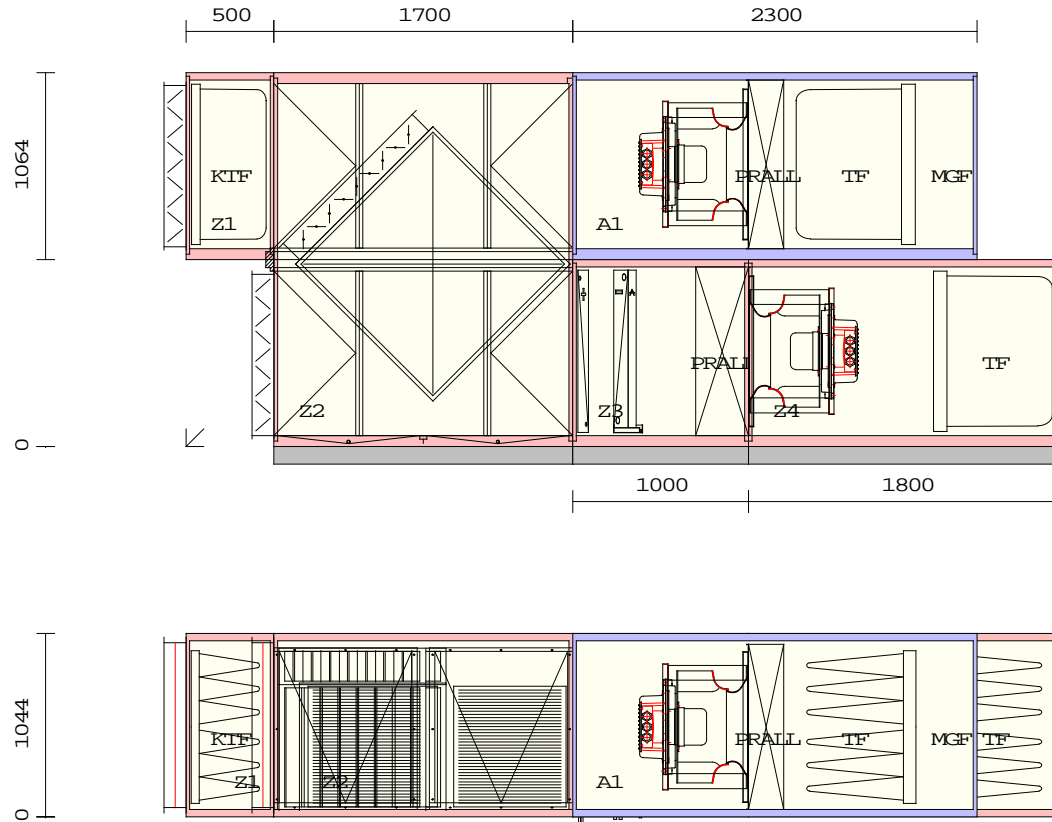 500 1700 2300
1064
KTF PRALL TF MGF
Z1 A1
PRALL TF
Z2 Z3 Z4
0
1000 1800
1044
KTF PRALL TF MGF TF
Z1 Z2 A1
0